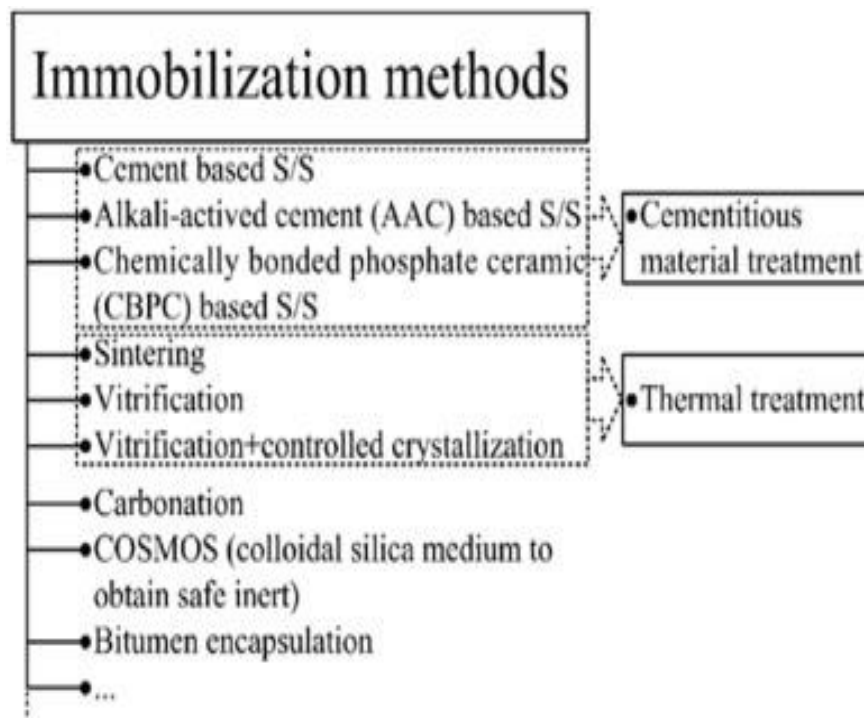 Immobilization methods
Cement based S/S
Alkali-actived cement (AAC) based S/S
Chemically bonded phosphate ceramic
(CBPC) based S/S
Cementitious
material treatment
Sintering
Vitrification
Vitrification+controlled crystallization
Thermal treatment
Carbonation
COSMOS (colloidal silica medium to
obtain safe inert)
Bitumen encapsulation
...